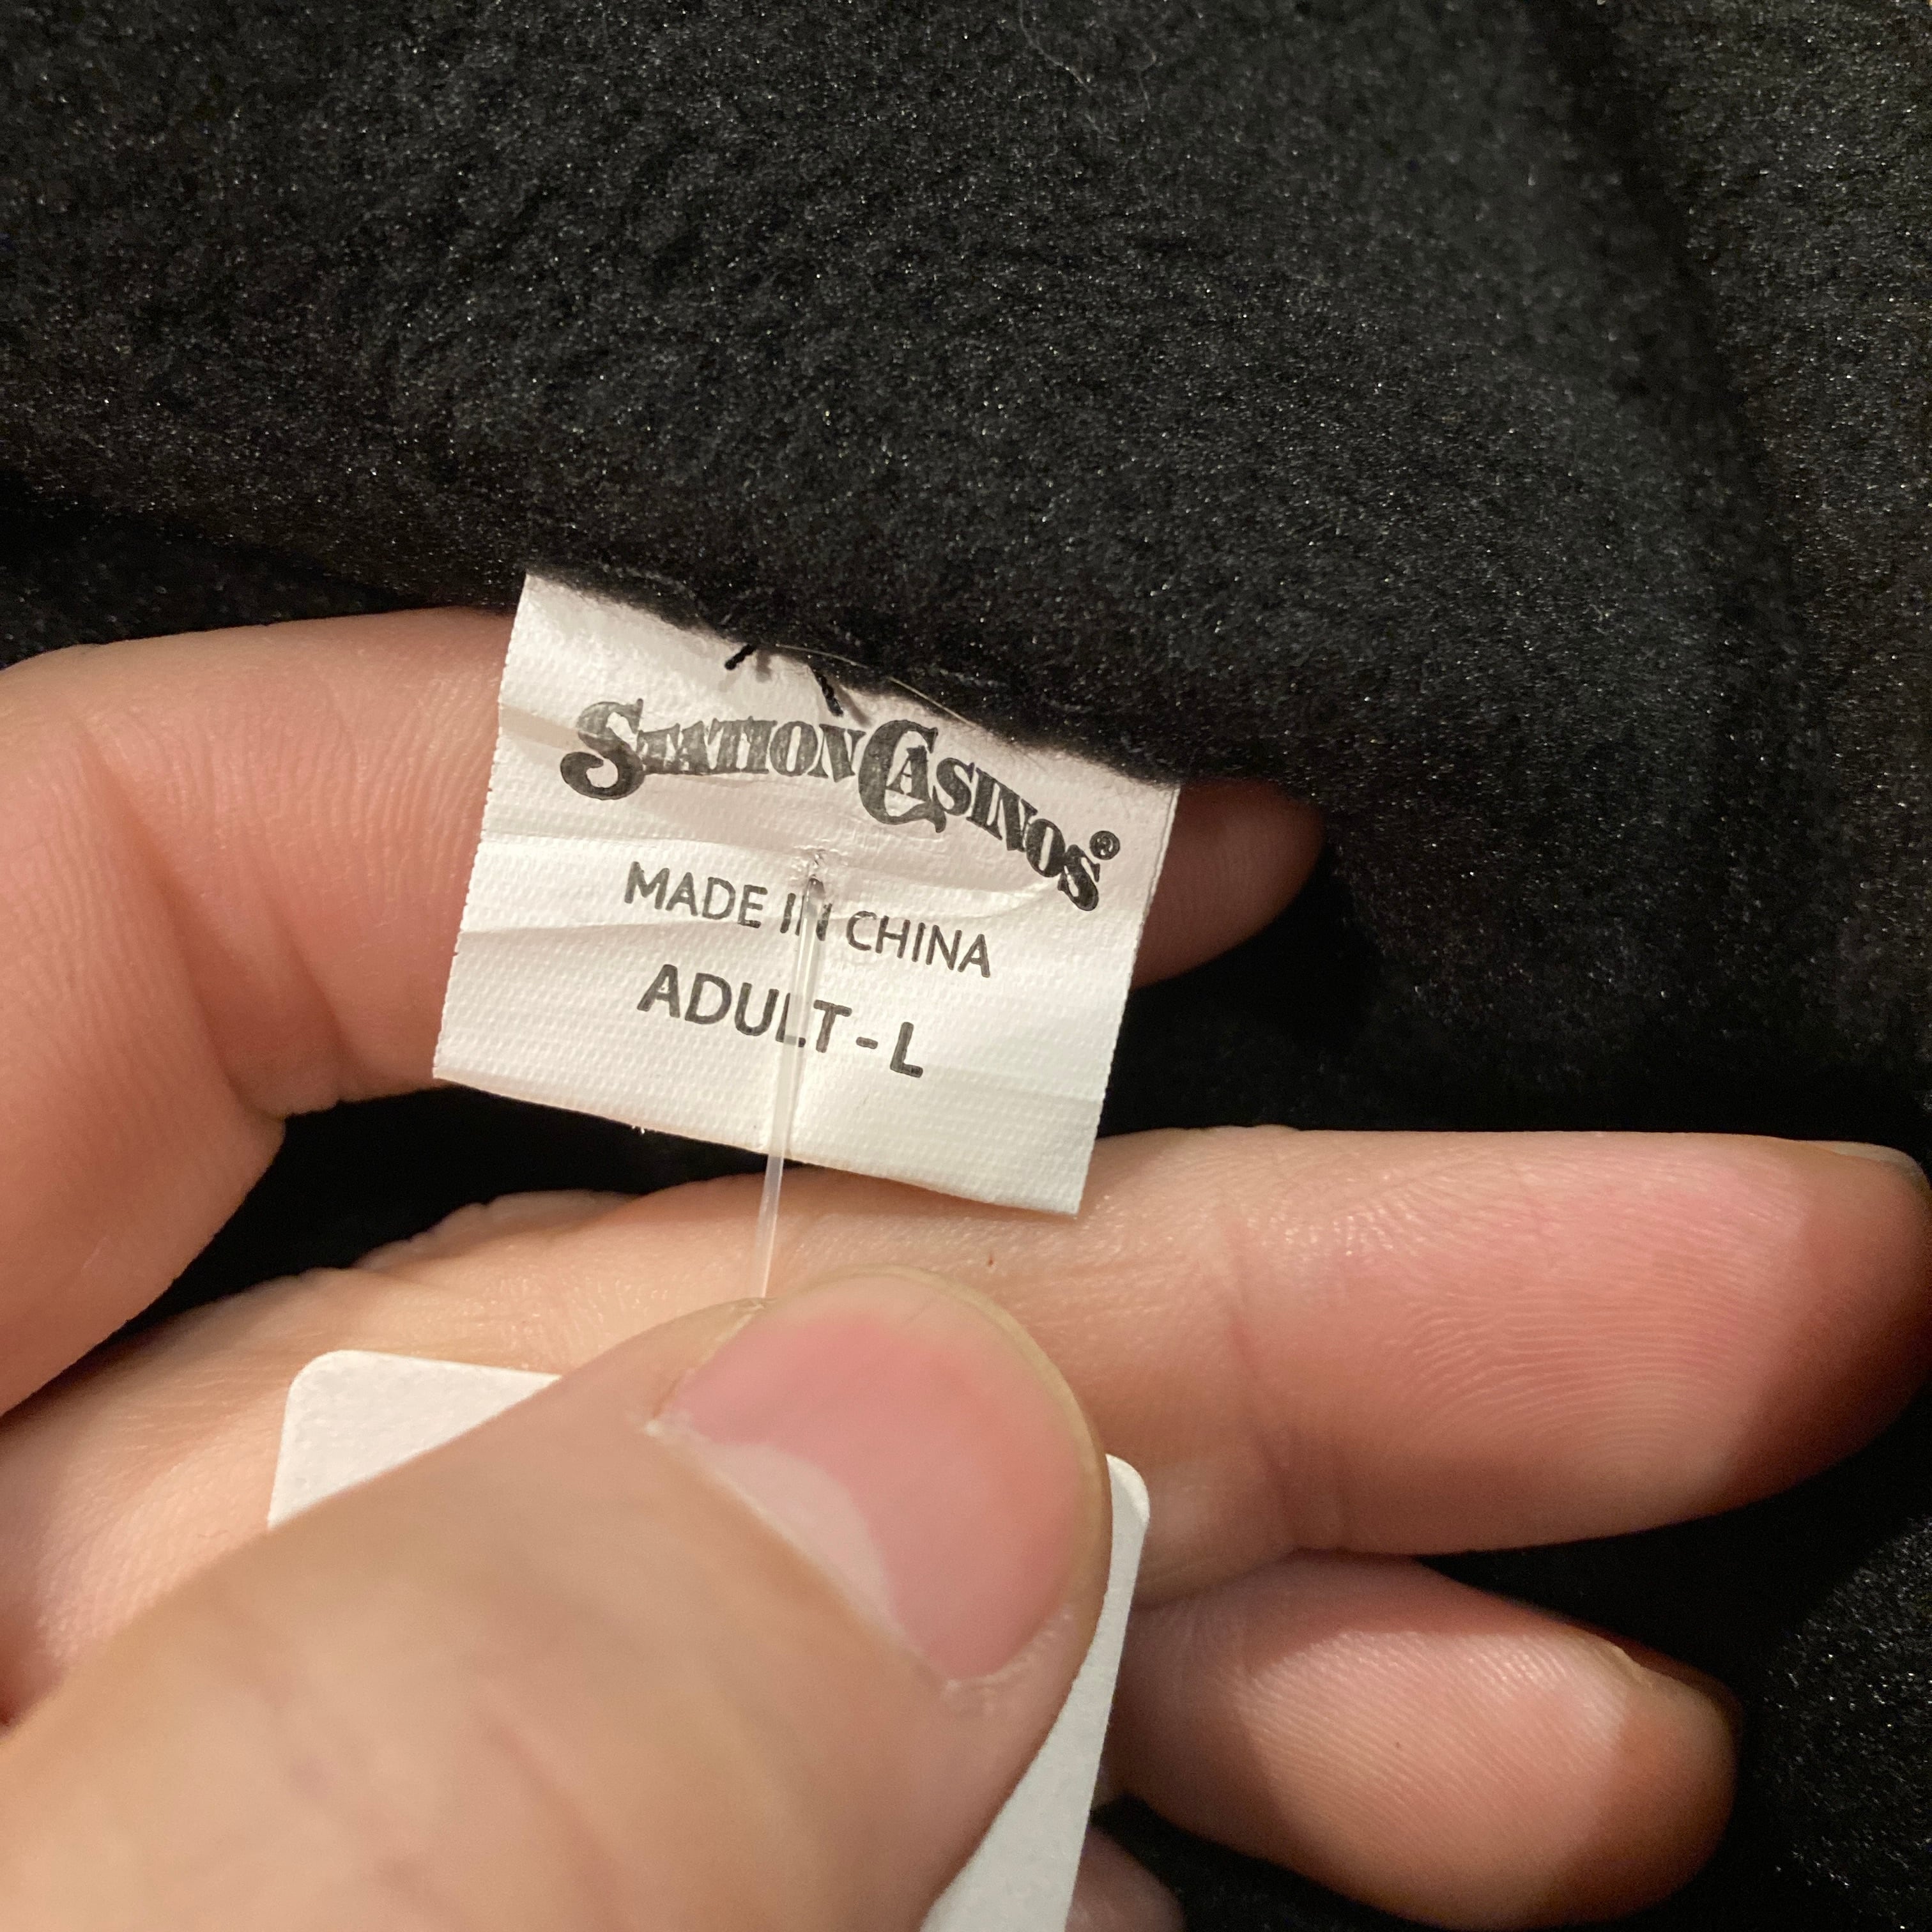 STATION CASINOS®
MADE IN CHINA
ADULT - L